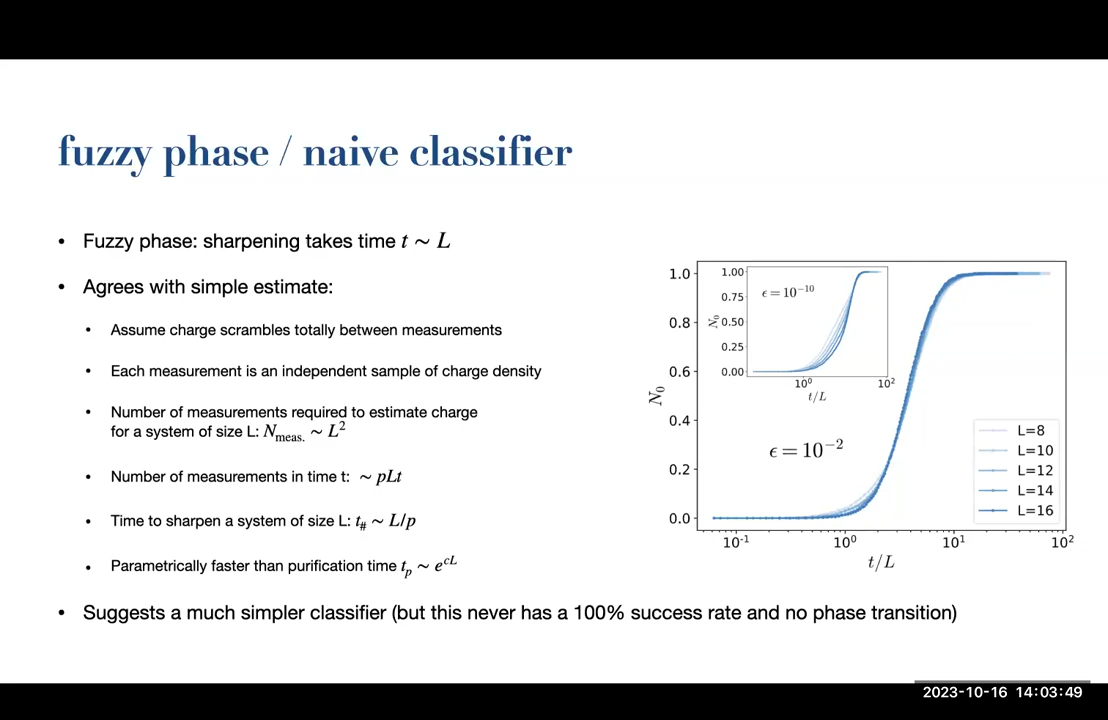 fuzzy phase / naive classifier
• Fuzzy phase: sharpening takes time t ∼ L
• Agrees with simple estimate:
• Assume charge scrambles totally between measurements
• Each measurement is an independent sample of charge density
• Number of measurements required to estimate charge
for a system of size L: N_meas. ∼ L²
• Number of measurements in time t: ∼ pLt
• Time to sharpen a system of size L: t_# ∼ L/p
• Parametrically faster than purification time t_p ∼ e^{cL}
• Suggests a much simpler classifier (but this never has a 100% success rate and no phase transition)
1.0
0.8
0.6
0.4
0.2
0.0
N₀
10⁻¹
10⁰
10¹
10²
t/L
ϵ = 10⁻²
1.00
0.75
0.50
0.25
0.00
N₀
ϵ = 10⁻¹⁰
10⁰
10²
t/L
L=8
L=10
L=12
L=14
L=16
2023-10-16 14:03:49